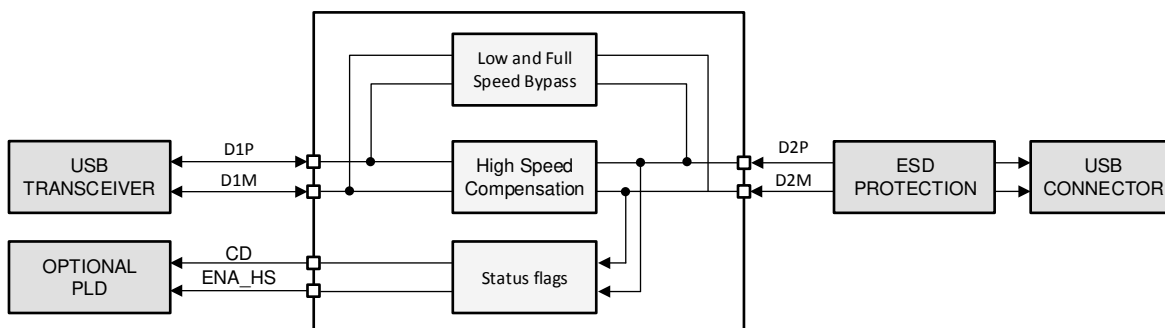 Low and Full
Speed Bypass
USB
TRANSCEIVER
D1P
D1M
High Speed
Compensation
D2P
D2M
ESD
PROTECTION
USB
CONNECTOR
OPTIONAL
PLD
CD
ENA_HS
Status flags